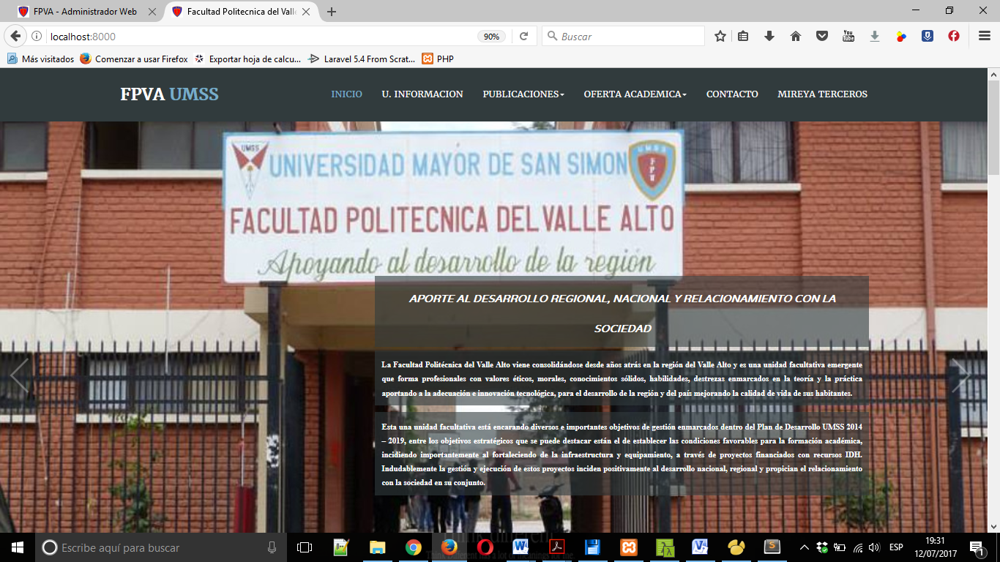 FPVA - Administrador Web
Facultad Politecnica del Valle
localhost:8000
90%
Buscar
You
Tube
Más visitados
Comenzar a usar Firefox
Exportar hoja de calcu...
Laravel 5.4 From Scrat...
PHP
FPVA UMSS
INICIO
U. INFORMACION
PUBLICACIONES
OFERTA ACADEMICA
CONTACTO
MIREYA TERCEROS
UMSS
UNIVERSIDAD MAYOR DE SAN SIMON
UMSS
FPV
FACULTAD POLITECNICA DEL VALLE ALTO
Apoyando al desarrollo de la región
APORTE AL DESARROLLO REGIONAL, NACIONAL Y RELACIONAMIENTO CON LA
SOCIEDAD
La Facultad Politécnica del Valle Alto viene consolidándose desde años atrás en la región del Valle Alto y es una unidad facultativa emergente
que forma profesionales con valores éticos, morales, conocimientos sólidos, habilidades, destrezas enmarcados en la teoría y la práctica
aportando a la adecuación e innovación tecnológica, para el desarrollo de la región y del país mejorando la calidad de vida de sus habitantes.
Esta una unidad facultativa está encarando diversos e importantes objetivos de gestión enmarcados dentro del Plan de Desarrollo UMSS 2014
– 2019, entre los objetivos estratégicos que se puede destacar están el de establecer las condiciones favorables para la formación académica,
incidiendo importantemente al fortaleciendo de la infraestructura y equipamiento, a través de proyectos financiados con recursos IDH.
Indudablemente la gestión y ejecución de estos proyectos inciden positivamente al desarrollo nacional, regional y propician el relacionamiento
con la sociedad en su conjunto.
Escribe aquí para buscar
ESP
19:31
12/07/2017
1